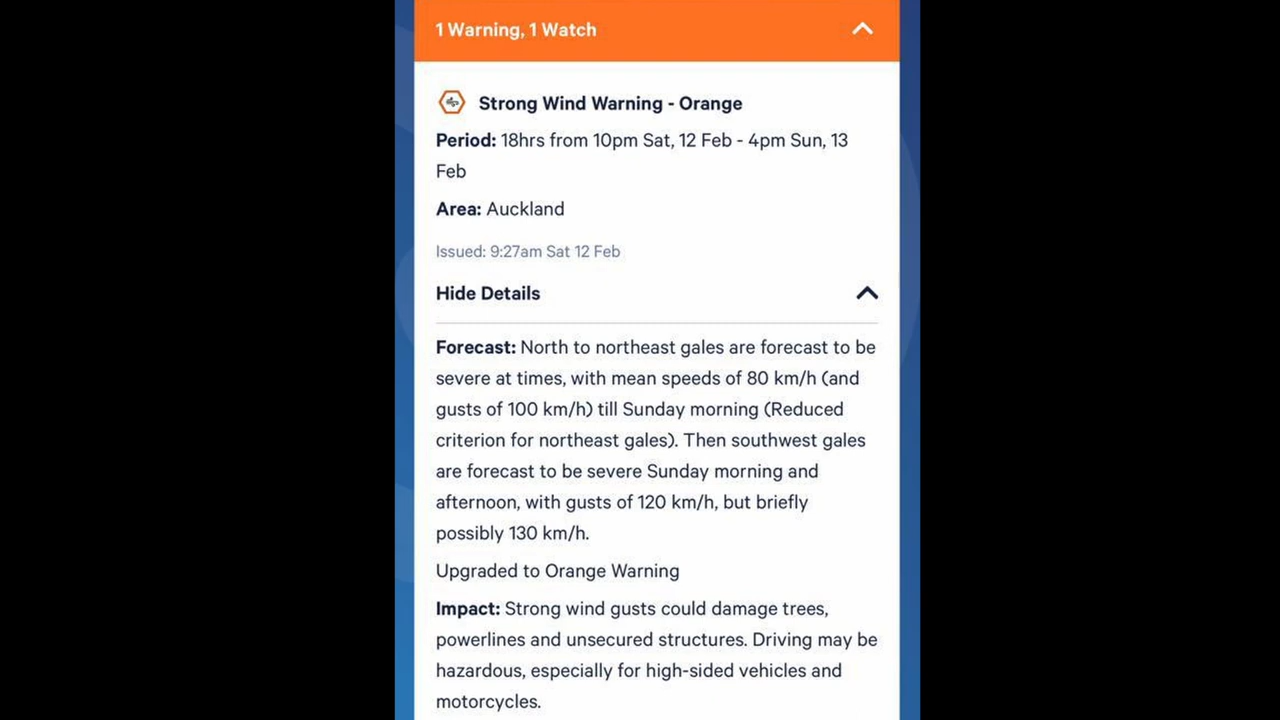 1 Warning, 1 Watch
Strong Wind Warning - Orange
Period: 18hrs from 10pm Sat, 12 Feb - 4pm Sun, 13
Feb
Area: Auckland
Issued: 9:27am Sat 12 Feb
Hide Details
Forecast: North to northeast gales are forecast to be
severe at times, with mean speeds of 80 km/h (and
gusts of 100 km/h) till Sunday morning (Reduced
criterion for northeast gales). Then southwest gales
are forecast to be severe Sunday morning and
afternoon, with gusts of 120 km/h, but briefly
possibly 130 km/h.
Upgraded to Orange Warning
Impact: Strong wind gusts could damage trees,
powerlines and unsecured structures. Driving may be
hazardous, especially for high-sided vehicles and
motorcycles.